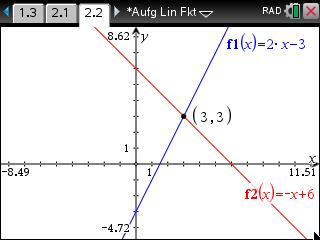 1.3 2.1 2.2 *Aufg Lin Fkt RAD
8.62 y
f1(x)=2·x−3
(3,3)
1
x
-8.49 1 11.51
f2(x)=-x+6
-4.72